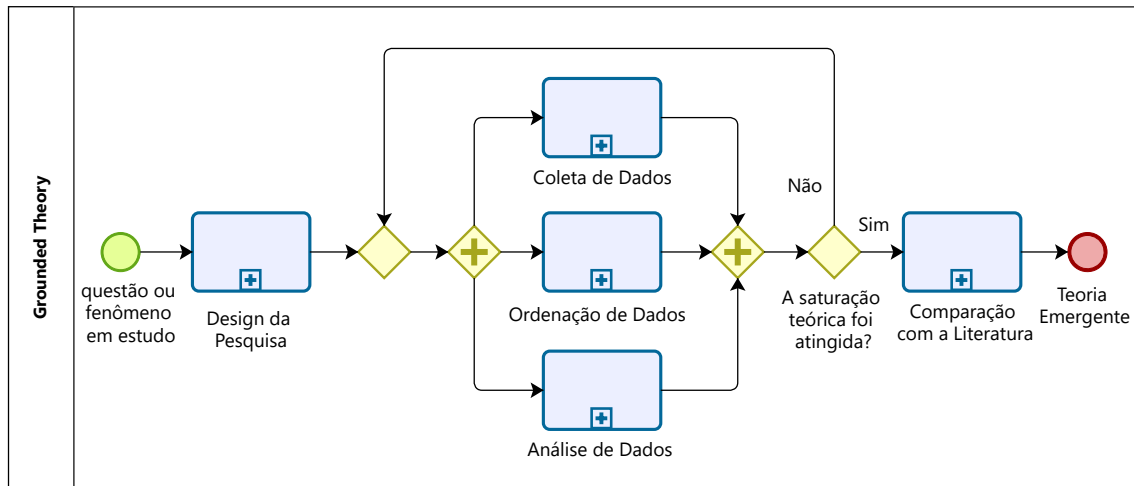 Grounded Theory
questão ou
fenômeno
em estudo
Design da
Pesquisa
Coleta de Dados
Ordenação de Dados
Análise de Dados
Não
Sim
A saturação
teórica foi
atingida?
Comparação
com a Literatura
Teoria
Emergente